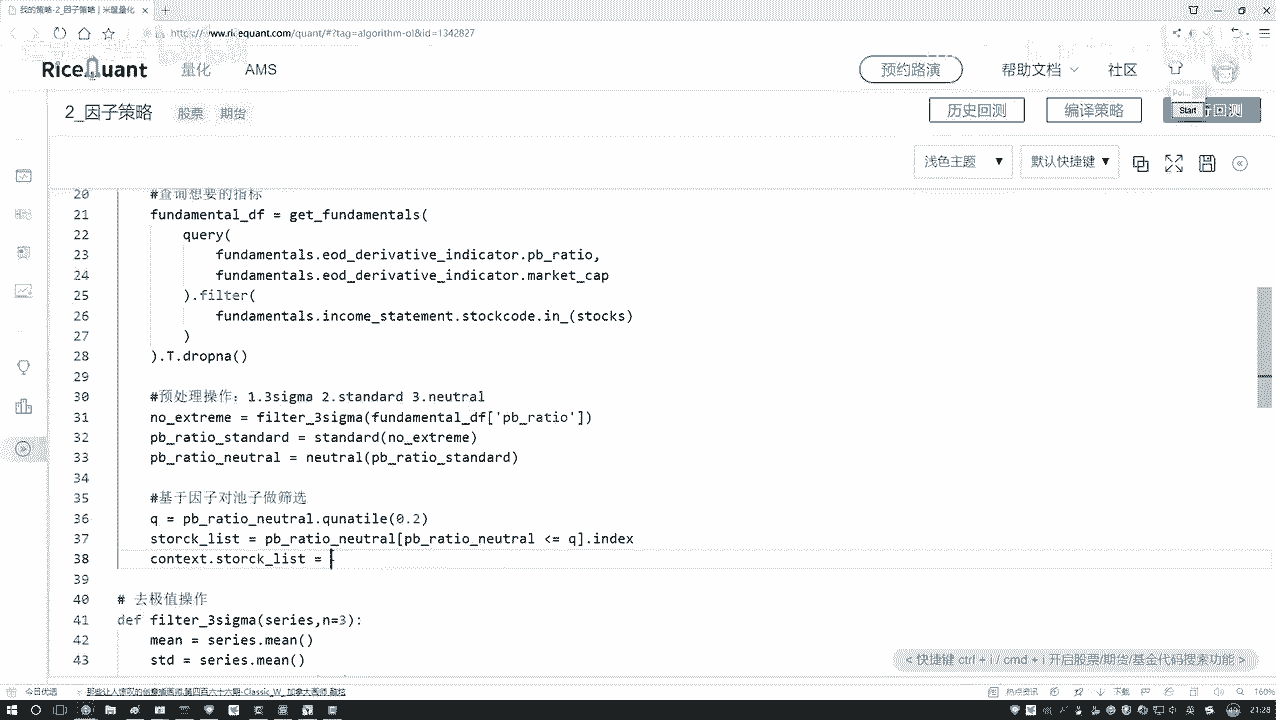 我的策略-2_因子策略 | 米筐量化
https://www.ricequant.com/quant/#?tag=algorithm-ol&id=1342827
RiceQuant 量化 AMS 预约路演 帮助文档 社区
2_因子策略 股票 期货 历史回测 编译策略 回测
Start
浅色主题 ▼ 默认快捷键 ▼
20 #查询想要的指标
21 fundamental_df = get_fundamentals(
22 query(
23 fundamentals.eod_derivative_indicator.pb_ratio,
24 fundamentals.eod_derivative_indicator.market_cap
25 ).filter(
26 fundamentals.income_statement.stockcode.in_(stocks)
27 )
28 ).T.dropna()
29
30 #预处理操作：1.3sigma 2.standard 3.neutral
31 no_extreme = filter_3sigma(fundamental_df['pb_ratio'])
32 pb_ratio_standard = standard(no_extreme)
33 pb_ratio_neutral = neutral(pb_ratio_standard)
34
35 #基于因子对池子做筛选
36 q = pb_ratio_neutral.qunatile(0.2)
37 storck_list = pb_ratio_neutral[pb_ratio_neutral <= q].index
38 context.storck_list =
39
40 # 去极值操作
41 def filter_3sigma(series,n=3):
42 mean = series.mean()
43 std = series.mean()
< 快捷键 ctrl + i / cmd + i 开启股票/期货/基金代码搜索功能 >
今日优选 热点资讯 下载 160%
21:28